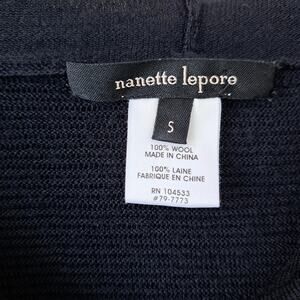 nanette lepore
S
100% WOOL
MADE IN CHINA
100% LAINE
FABRIQUE EN CHINE
RN 104533
#79-7773